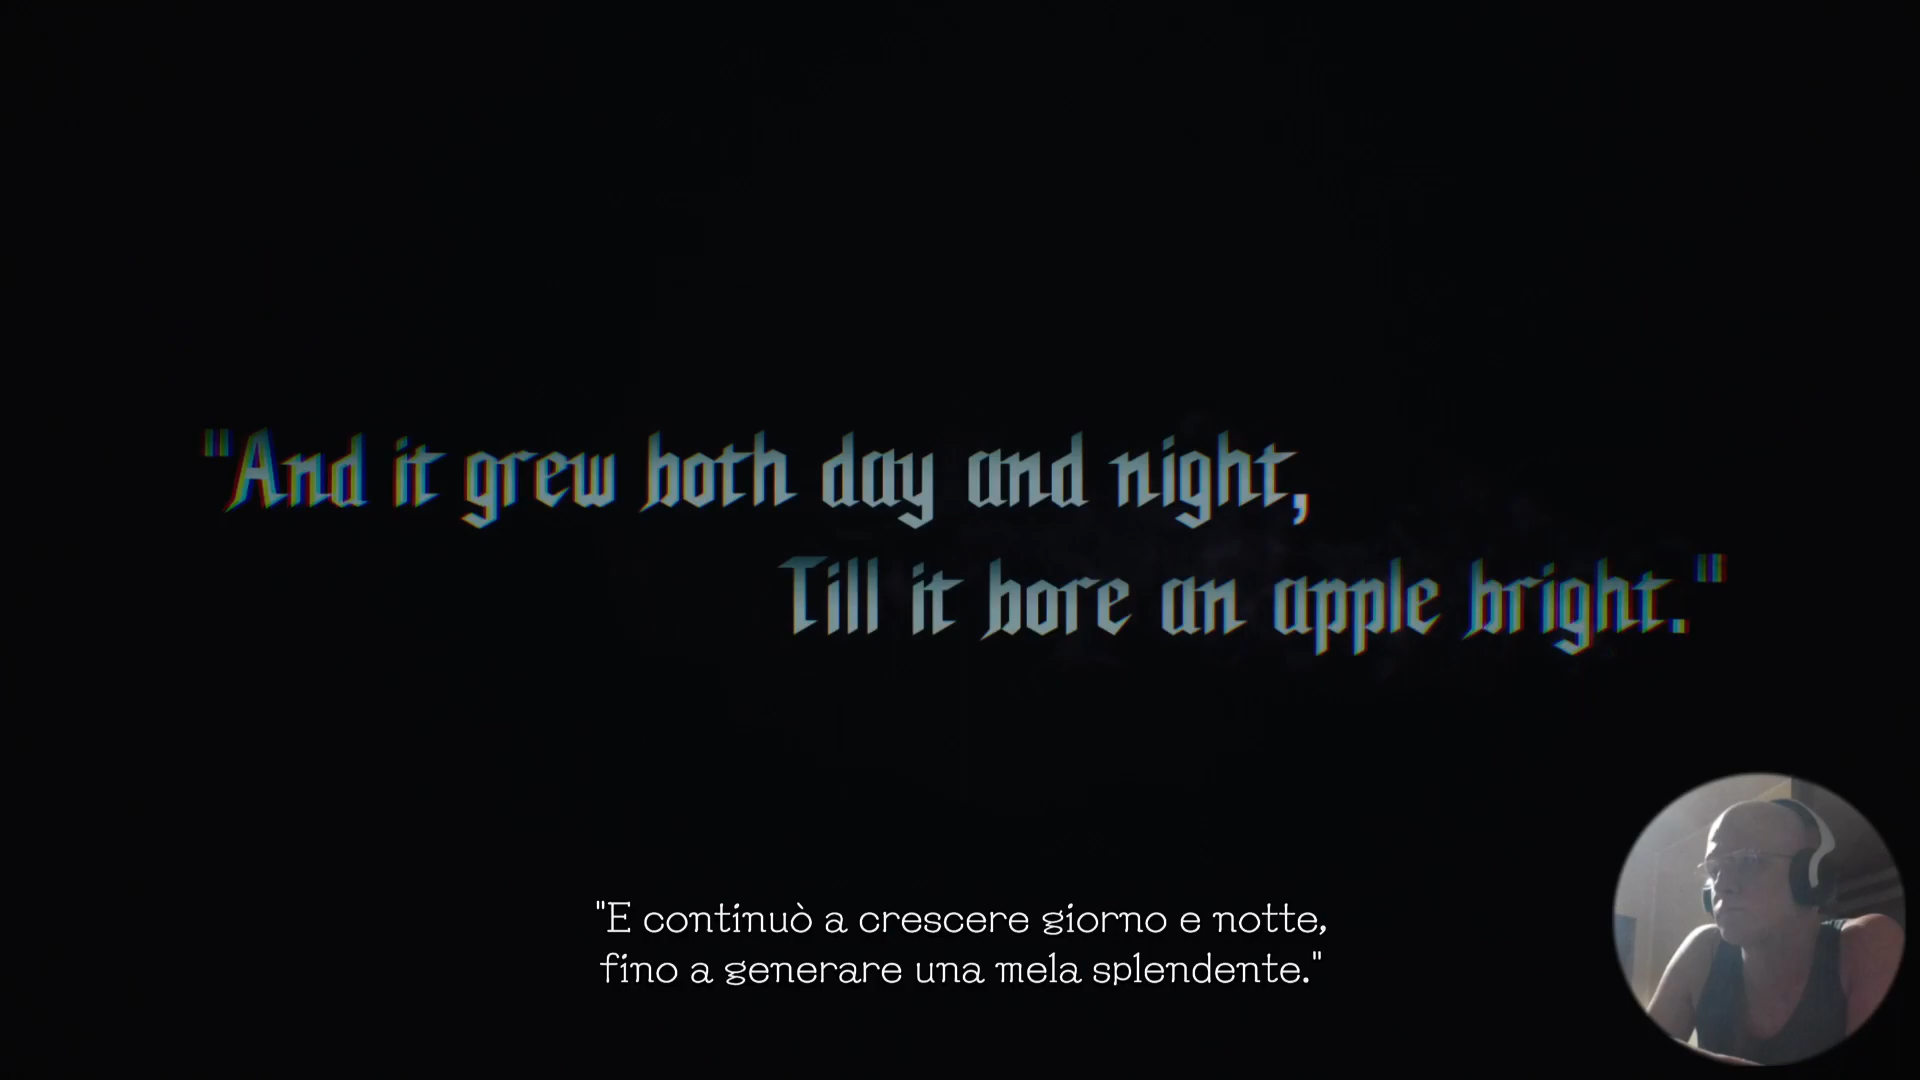 "And it grew both day and night,
Till it bore an apple bright."
"E continuò a crescere giorno e notte,
fino a generare una mela splendente."